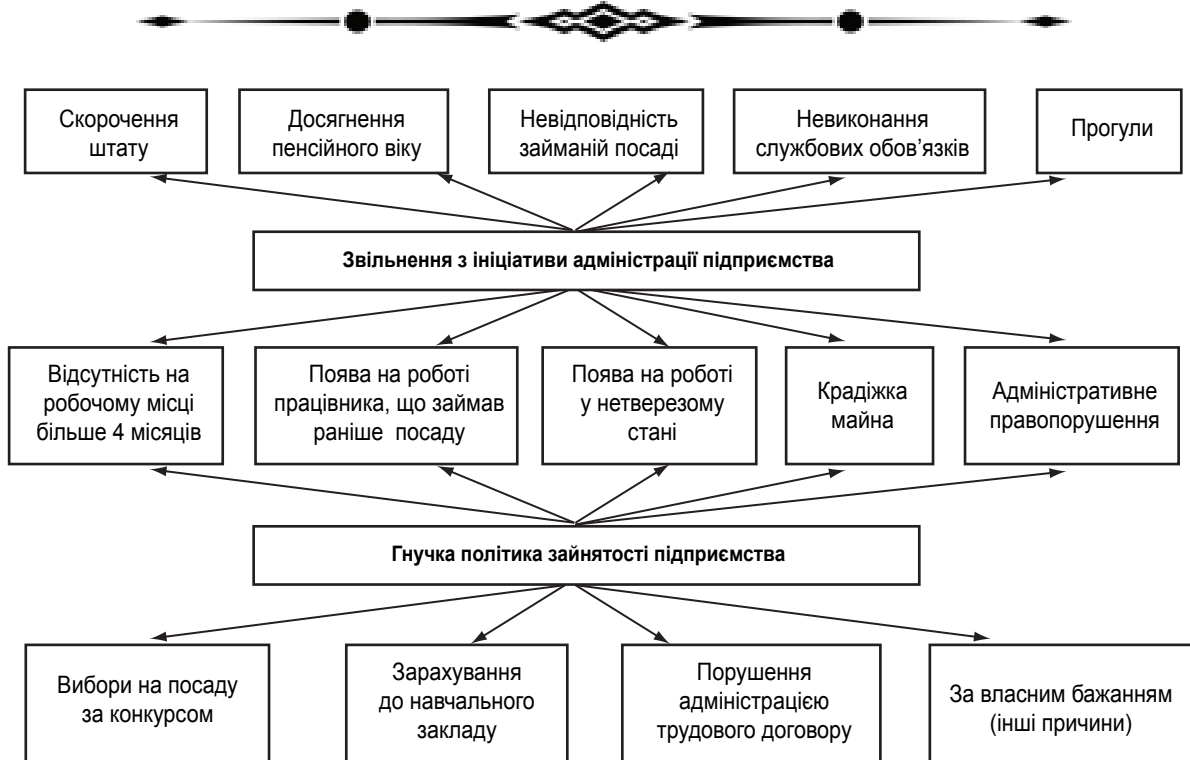 Скорочення
штату
Досягнення
пенсійного віку
Невідповідність
займаній посаді
Невиконання
службових обов’язків
Прогули
Звільнення з ініціативи адміністрації підприємства
Відсутність на
робочому місці
більше 4 місяців
Поява на роботі
працівника, що займав
раніше посаду
Поява на роботі
у нетверезому
стані
Крадіжка
майна
Адміністративне
правопорушення
Гнучка політика зайнятості підприємства
Вибори на посаду
за конкурсом
Зарахування
до навчального
закладу
Порушення
адміністрацією
трудового договору
За власним бажанням
(інші причини)